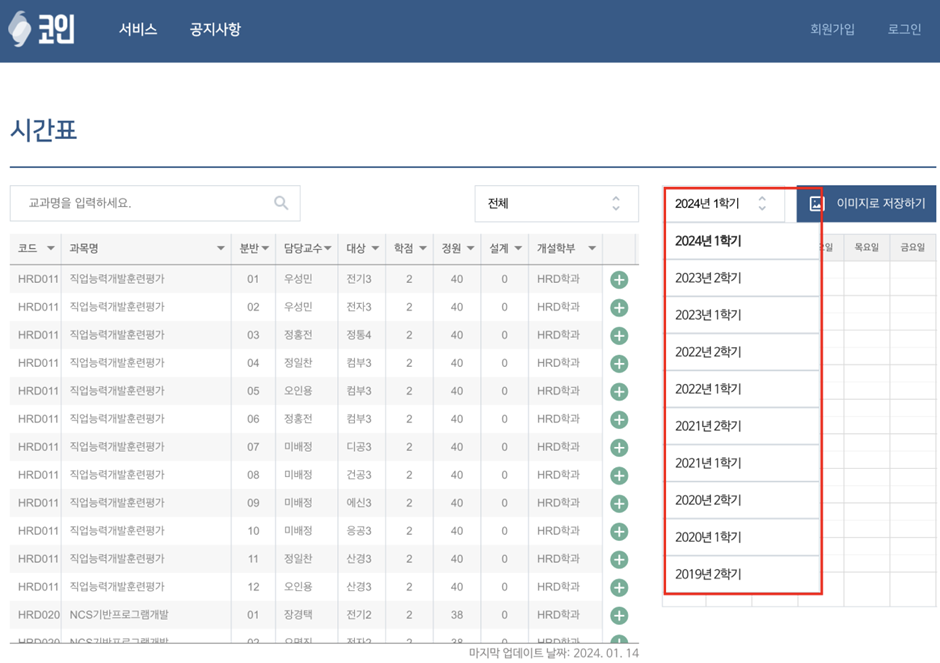 코인 서비스 공지사항 회원가입 로그인
시간표
교과명을 입력하세요. 전체 2024년 1학기 이미지로 저장하기
코드 과목명 분반 담당교수 대상 학점 정원 설계 개설학부
HRD011 직업능력개발훈련평가 01 우성민 전기3 2 40 0 HRD학과
HRD011 직업능력개발훈련평가 02 우성민 전자3 2 40 0 HRD학과
HRD011 직업능력개발훈련평가 03 정홍전 정통4 2 40 0 HRD학과
HRD011 직업능력개발훈련평가 04 정일찬 컴부3 2 40 0 HRD학과
HRD011 직업능력개발훈련평가 05 오인용 컴부3 2 40 0 HRD학과
HRD011 직업능력개발훈련평가 06 정홍전 컴부3 2 40 0 HRD학과
HRD011 직업능력개발훈련평가 07 미배정 디공3 2 40 0 HRD학과
HRD011 직업능력개발훈련평가 08 미배정 건공3 2 40 0 HRD학과
HRD011 직업능력개발훈련평가 09 미배정 에신3 2 40 0 HRD학과
HRD011 직업능력개발훈련평가 10 미배정 응공3 2 40 0 HRD학과
HRD011 직업능력개발훈련평가 11 정일찬 산경3 2 40 0 HRD학과
HRD011 직업능력개발훈련평가 12 오인용 산경3 2 40 0 HRD학과
HRD020 NCS기반프로그램개발 01 장경택 전기2 2 38 0 HRD학과
HRD020 NCS기반프로그램개발 02 전자2 2 38 0 HRD학과
마지막 업데이트 날짜: 2024. 01. 14
2024년 1학기
2023년 2학기
2023년 1학기
2022년 2학기
2022년 1학기
2021년 2학기
2021년 1학기
2020년 2학기
2020년 1학기
2019년 2학기
요일 목요일 금요일